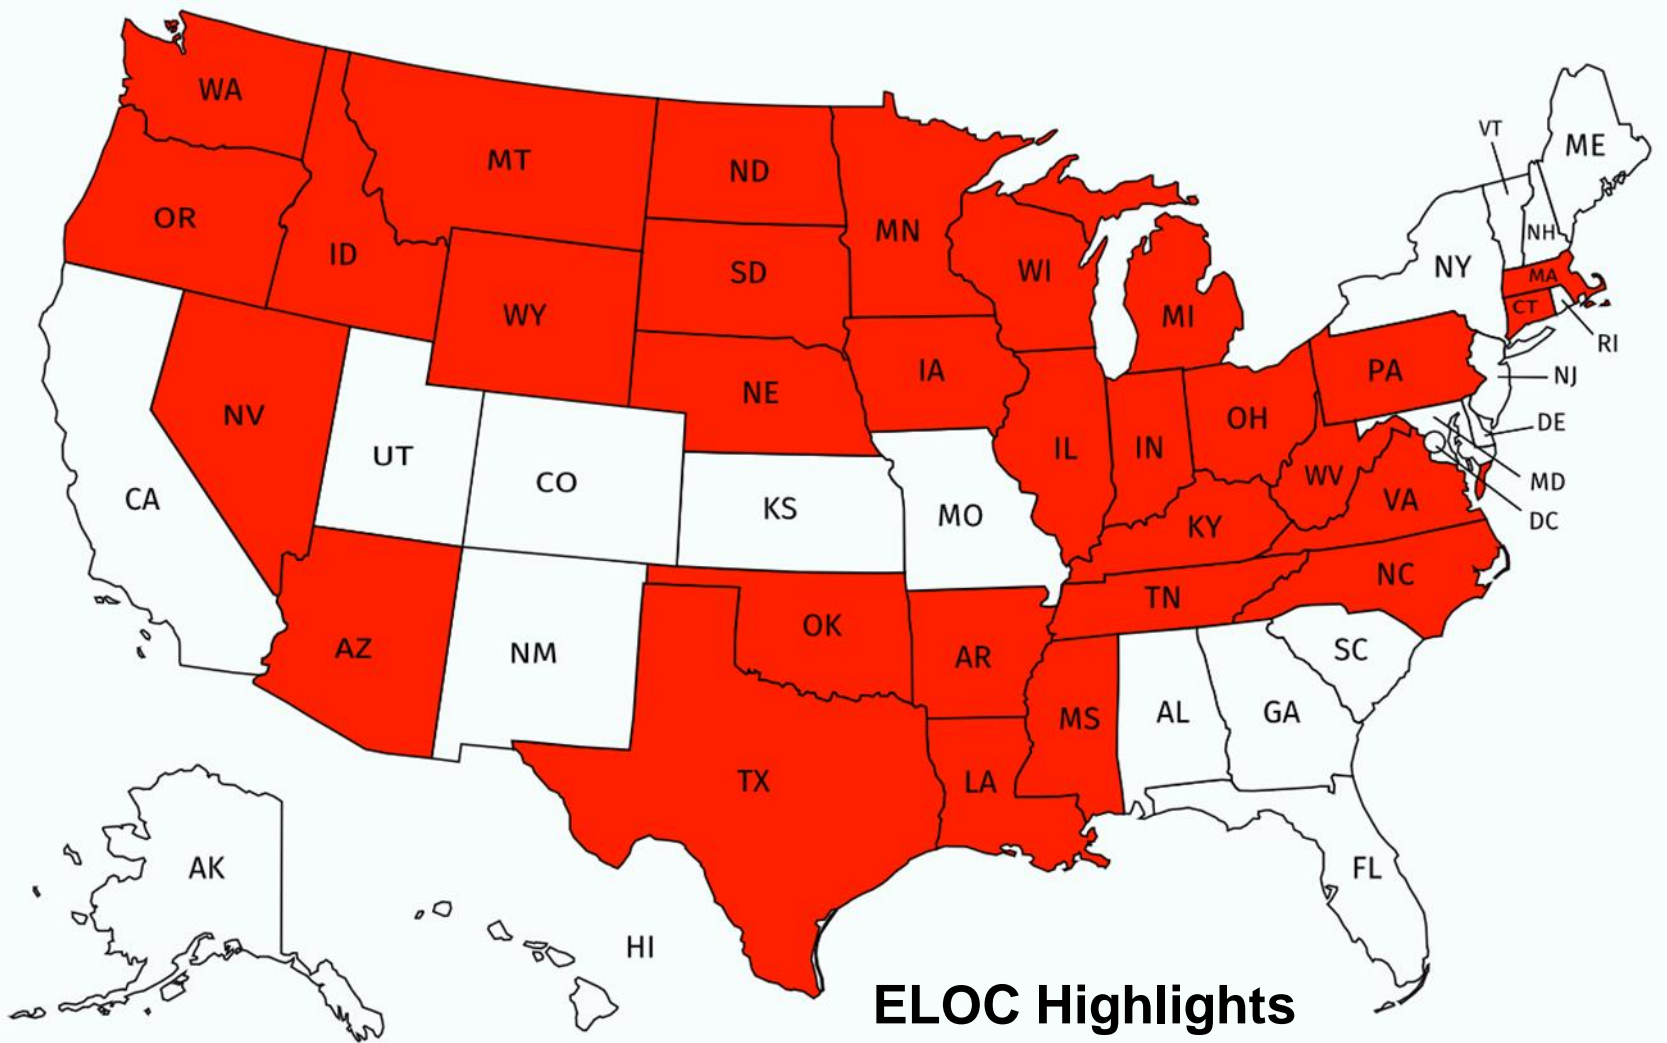 WA
MT
ND
MN
VT
ME
OR
ID
SD
WI
NH
NY
MA
WY
MI
CT
RI
IA
PA
NJ
NE
NV
OH
DE
UT
IL
IN
CO
WV
MD
CA
KS
MO
KY
VA
DC
NC
TN
OK
AZ
NM
AR
SC
MS
AL
GA
TX
LA
AK
FL
HI
ELOC Highlights